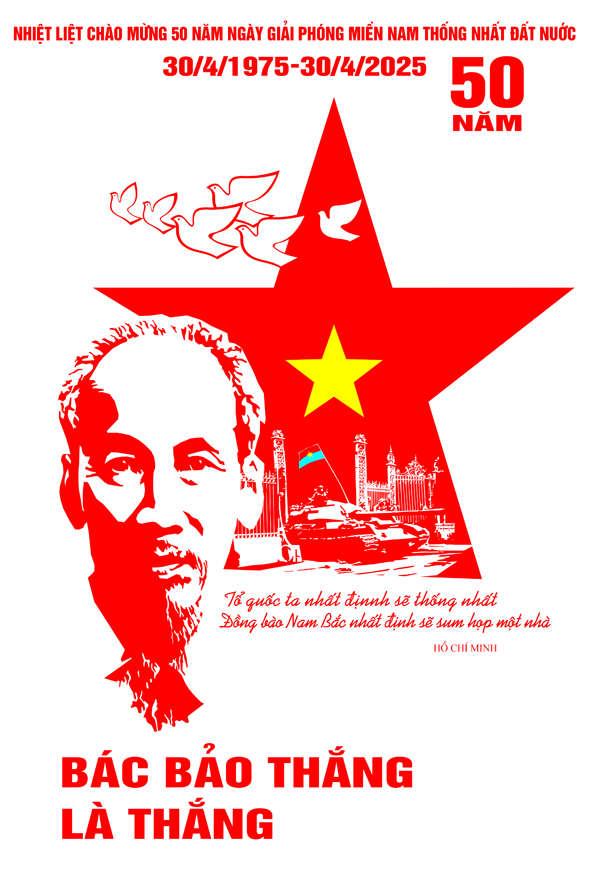 NHIỆT LIỆT CHÀO MỪNG 50 NĂM NGÀY GIẢI PHÓNG MIỀN NAM THỐNG NHẤT ĐẤT NƯỚC
30/4/1975-30/4/2025
50
NĂM
Tổ quốc ta nhất địnnh sẽ thống nhất
Đồng bào Nam Bắc nhất định sẽ sum họp một nhà
HỒ CHÍ MINH
BÁC BẢO THẮNG
LÀ THẮNG